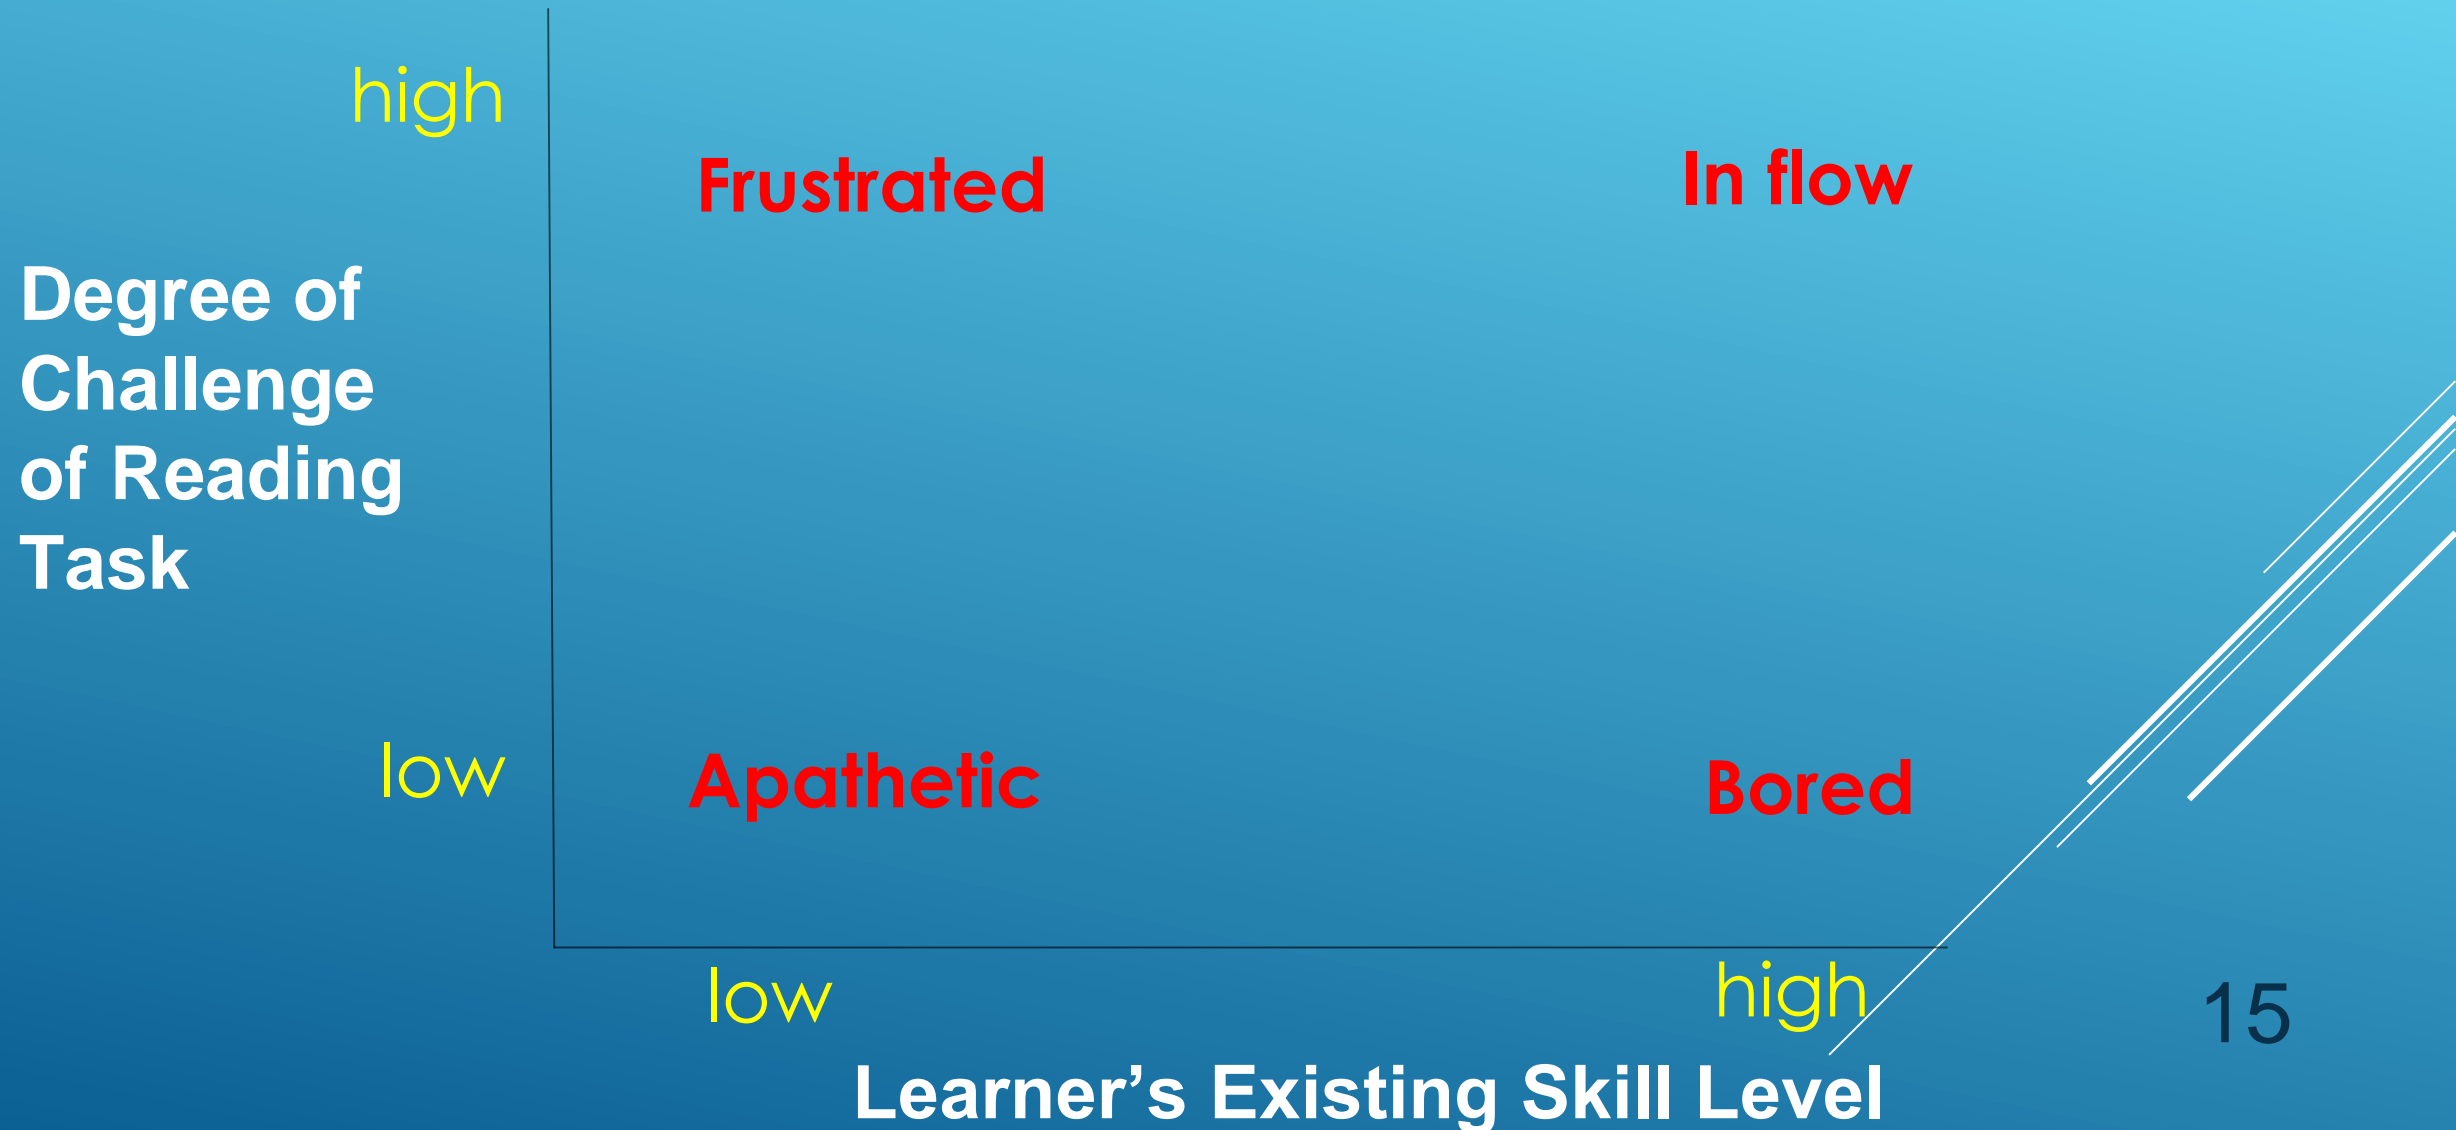 high
Frustrated
In flow
Degree of
Challenge
of Reading
Task
low
Apathetic
Bored
low
high
15
Learner’s Existing Skill Level